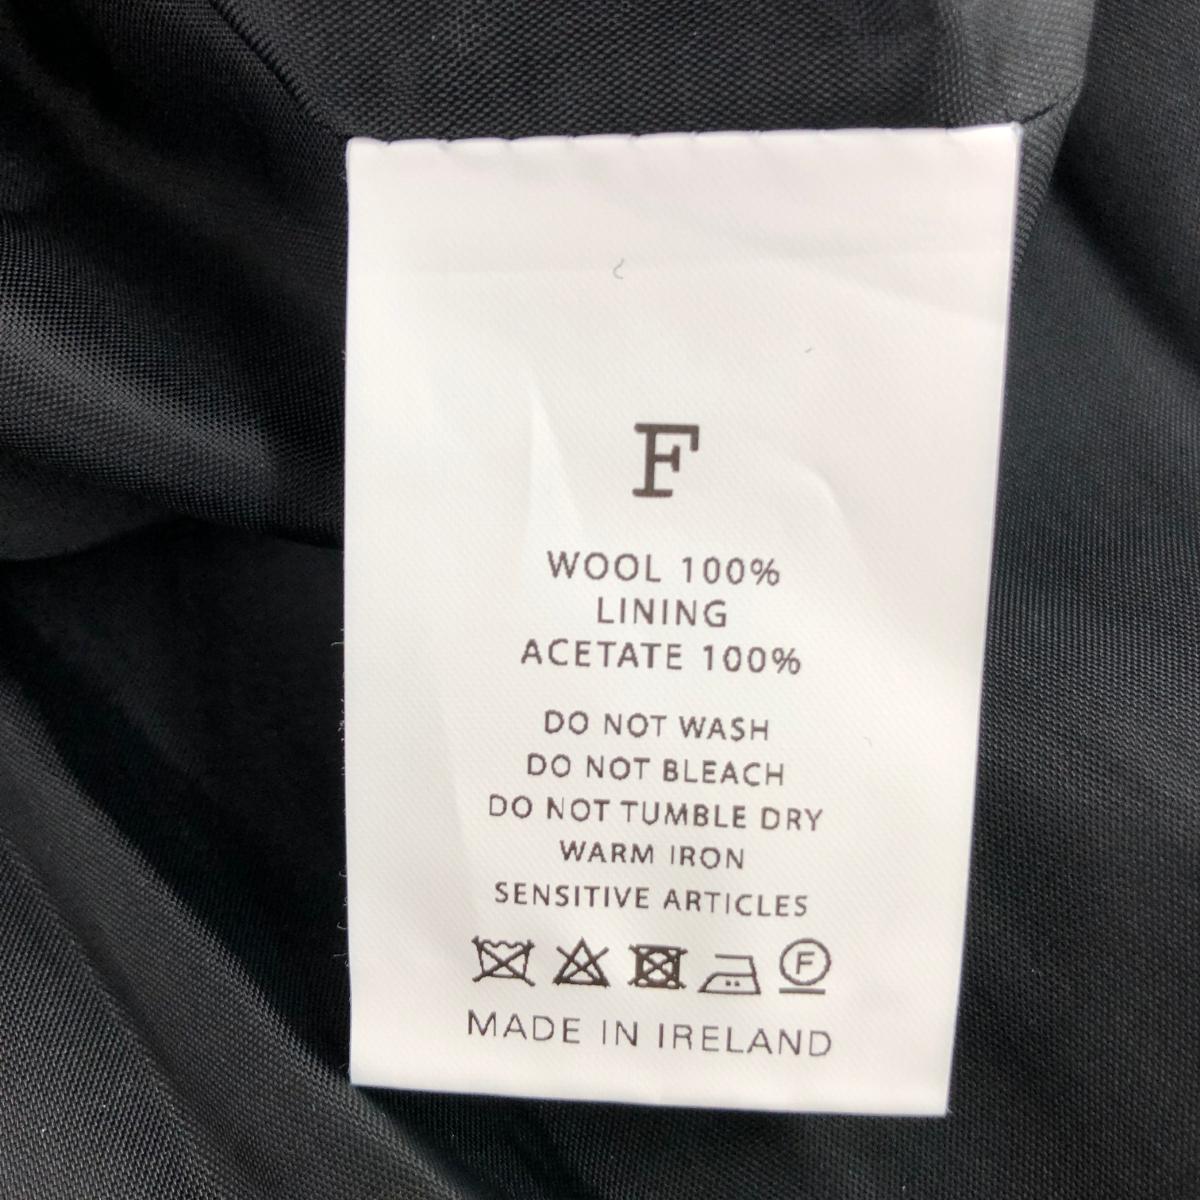 F
WOOL 100%
LINING
ACETATE 100%
DO NOT WASH
DO NOT BLEACH
DO NOT TUMBLE DRY
WARM IRON
SENSITIVE ARTICLES
F
MADE IN IRELAND